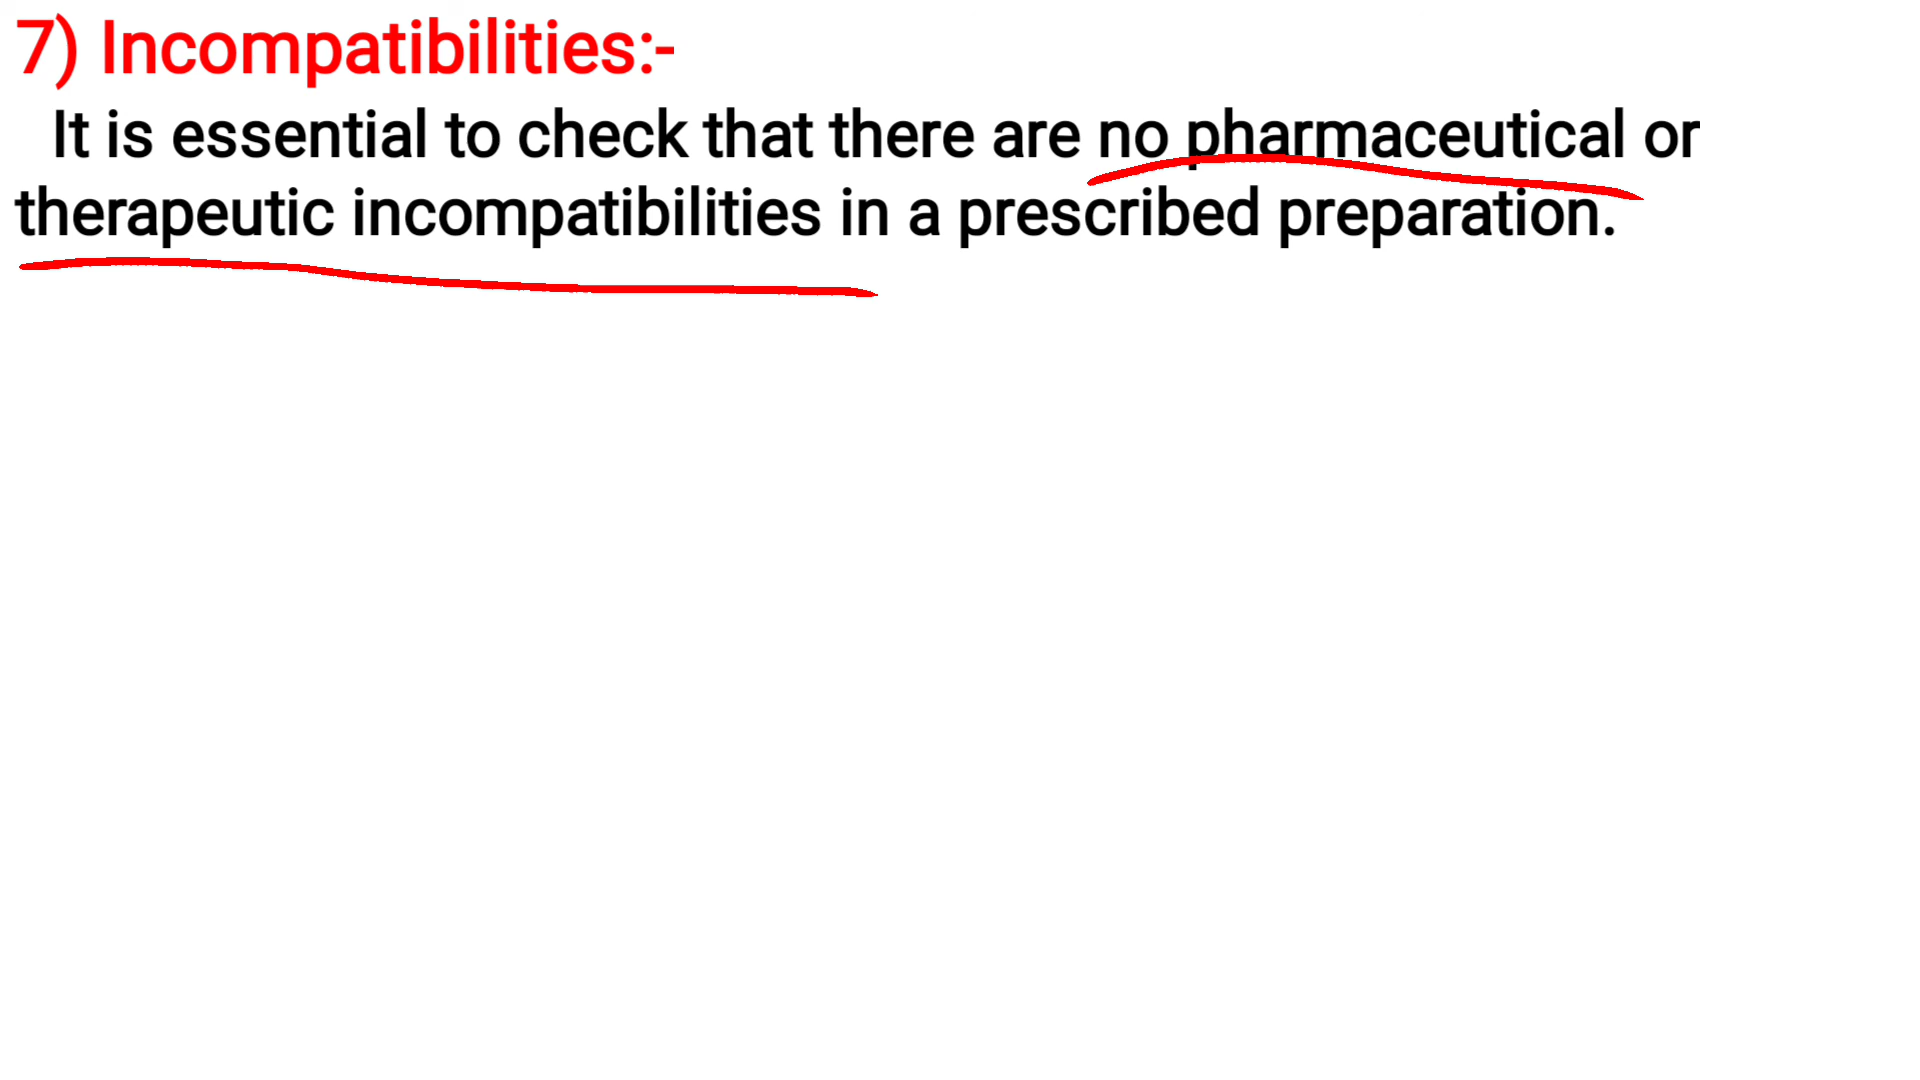 7) Incompatibilities:-
It is essential to check that there are no pharmaceutical or
therapeutic incompatibilities in a prescribed preparation.